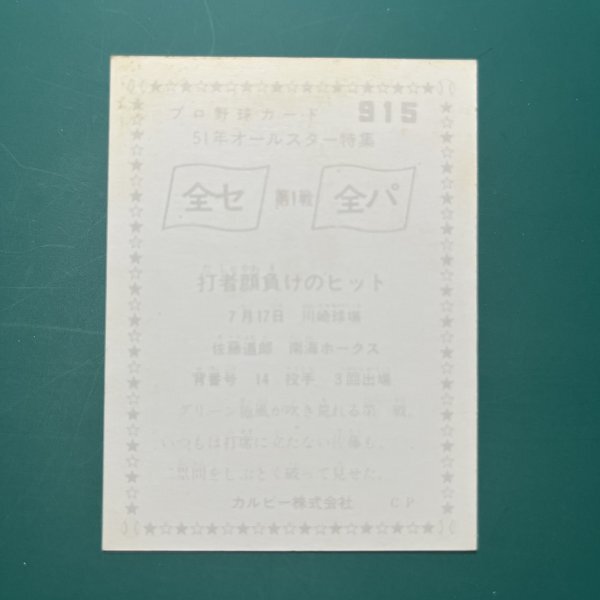 プロ野球カード 915
51年オールスター特集
全セ 第1戦 全パ
打者顔負けのヒット
7月17日 川崎球場
佐藤道郎 南海ホークス
背番号 14 投手 3回出場
グリーン旋風が吹き荒れる第 戦。
いつもは打席に立たない佐藤も、
二塁間をしぶとく破って見せた。
カルビー株式会社 CP